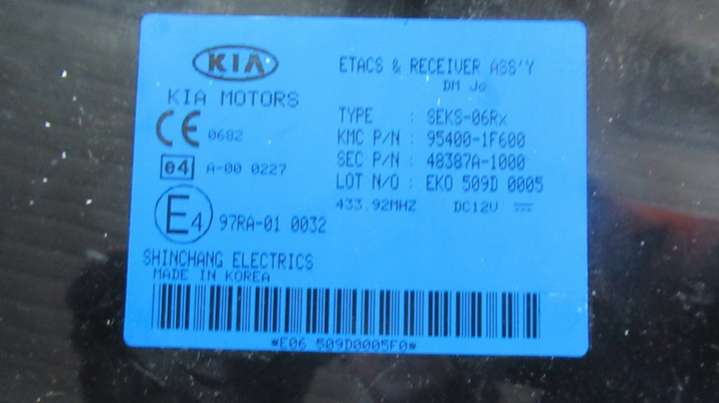 KIA
ETACS & RECEIVER ASS'Y
DM Jo
KIA MOTORS
TYPE : SEKS-06Rx
CE 0682
KMC P/N : 95400-1F600
e4 A-00 0227
SEC P/N : 48387A-1000
LOT N/O : EKO 509D 0005
E4 97RA-01 0032
433.92MHZ DC12V
SHINCHANG ELECTRICS
MADE IN KOREA
*E06 509D0005F0*